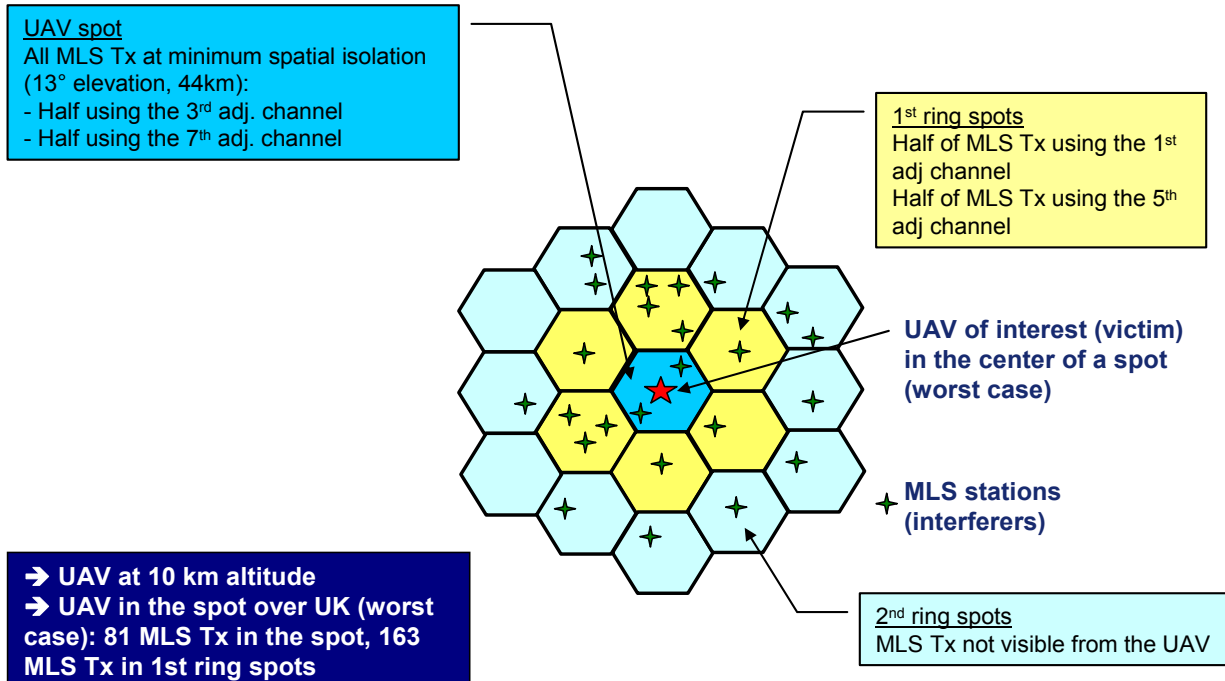 UAV spot
All MLS Tx at minimum spatial isolation
(13° elevation, 44km):
- Half using the 3rd adj. channel
- Half using the 7th adj. channel
1st ring spots
Half of MLS Tx using the 1st
adj channel
Half of MLS Tx using the 5th
adj channel
UAV of interest (victim)
in the center of a spot
(worst case)
MLS stations
(interferers)
➔ UAV at 10 km altitude
➔ UAV in the spot over UK (worst
case): 81 MLS Tx in the spot, 163
MLS Tx in 1st ring spots
2nd ring spots
MLS Tx not visible from the UAV